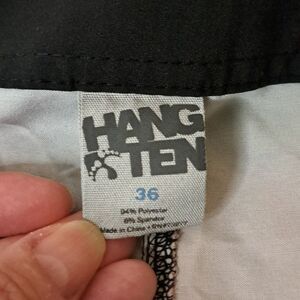 HANG
TEN
36
94% Polyester
6% Spandex
Made in China